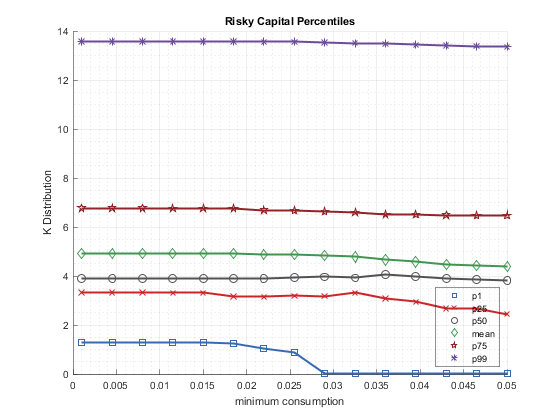 Risky Capital Percentiles
14
12
10
8
6
4
2
0
K Distribution
0 0.005 0.01 0.015 0.02 0.025 0.03 0.035 0.04 0.045 0.05
minimum consumption
p1
p25
p50
mean
p75
p99